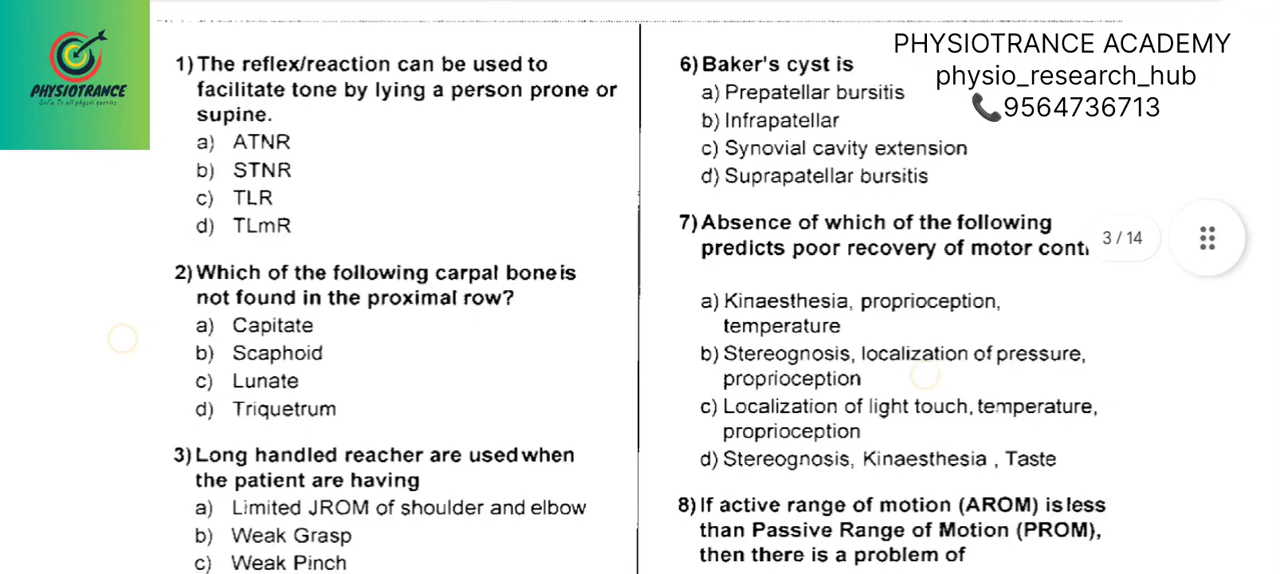 PHYSIOTRANCE
Get'a To all physio queries
1) The reflex/reaction can be used to
facilitate tone by lying a person prone or
supine.
a) ATNR
b) STNR
c) TLR
d) TLmR
2) Which of the following carpal bone is
not found in the proximal row?
a) Capitate
b) Scaphoid
c) Lunate
d) Triquetrum
3) Long handled reacher are used when
the patient are having
a) Limited JROM of shoulder and elbow
b) Weak Grasp
c) Weak Pinch
PHYSIOTRANCE ACADEMY
physio_research_hub
📞9564736713
6) Baker's cyst is
a) Prepatellar bursitis
b) Infrapatellar
c) Synovial cavity extension
d) Suprapatellar bursitis
7) Absence of which of the following
predicts poor recovery of motor cont
3 / 14
a) Kinaesthesia, proprioception,
temperature
b) Stereognosis, localization of pressure,
proprioception
c) Localization of light touch, temperature,
proprioception
d) Stereognosis, Kinaesthesia , Taste
8) If active range of motion (AROM) is less
than Passive Range of Motion (PROM),
then there is a problem of